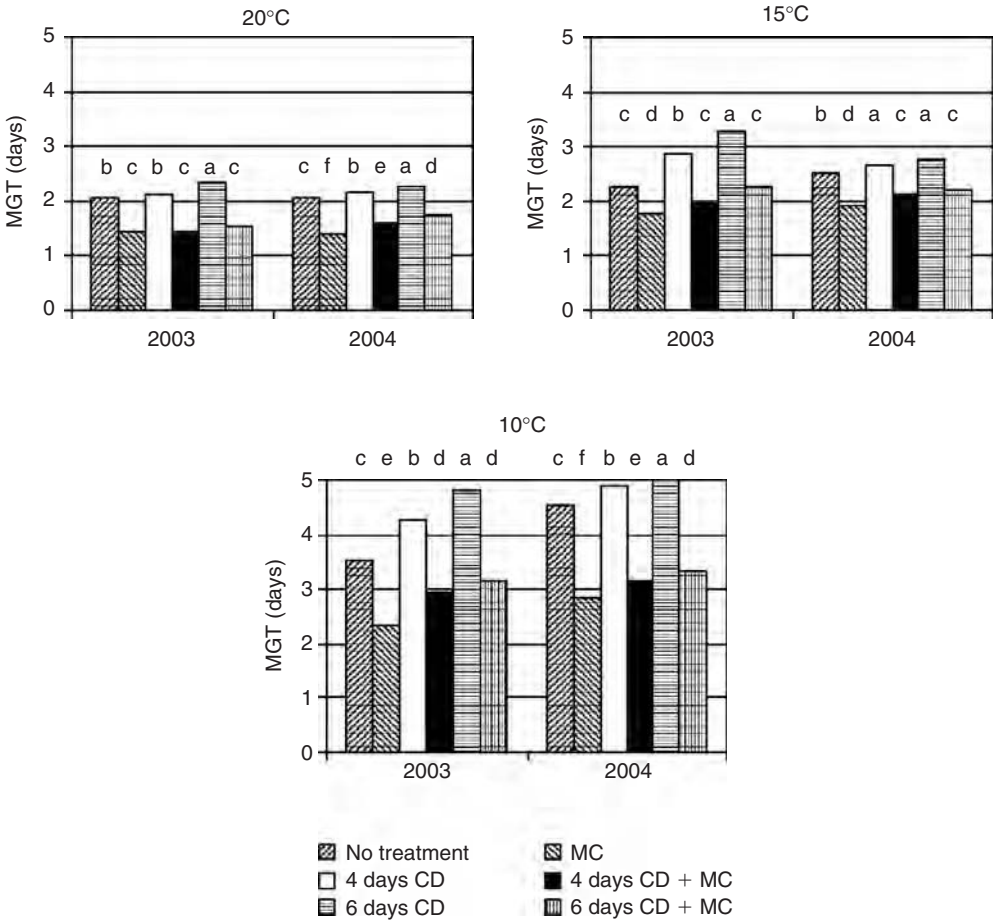 20°C
5
4
3
2
1
0
MGT (days)
b c b c a c
c f b e a d
2003
2004
15°C
5
4
3
2
1
0
MGT (days)
c d b c a c
b d a c a c
2003
2004
10°C
5
4
3
2
1
0
MGT (days)
c e b d a d
c f b e a d
2003
2004
No treatment
MC
4 days CD
4 days CD + MC
6 days CD
6 days CD + MC